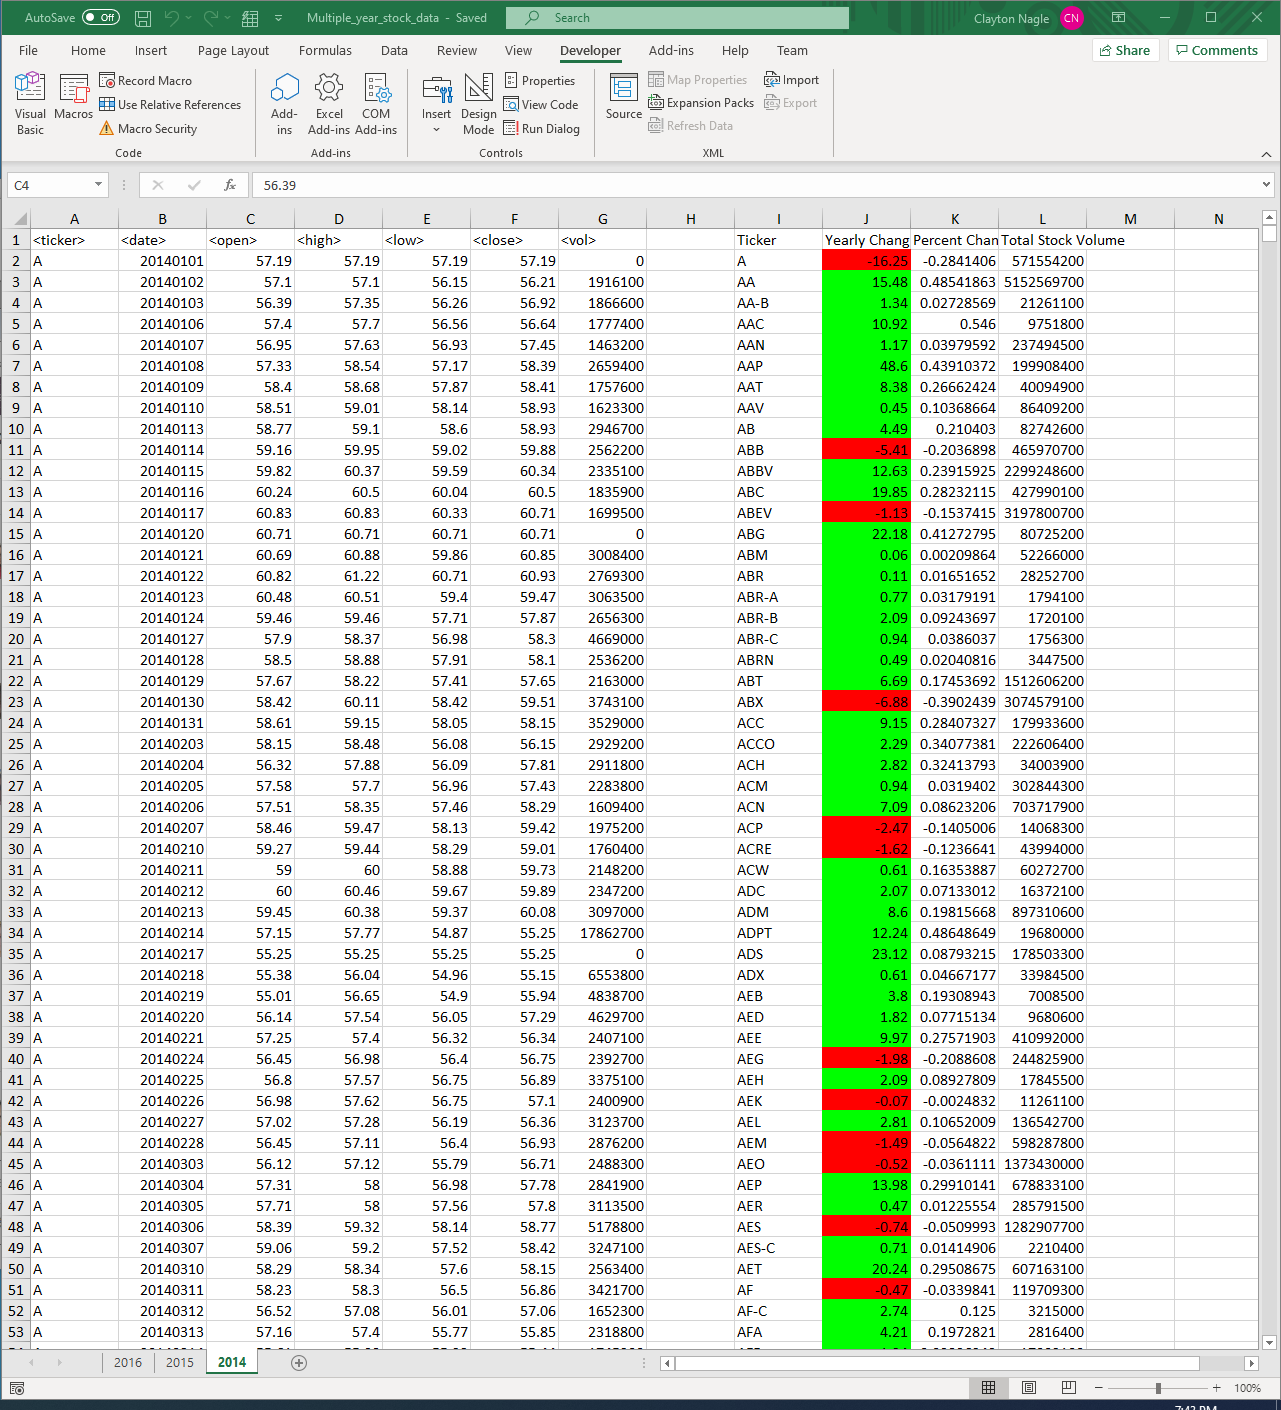 AutoSave Off Multiple_year_stock_data - Saved Search Clayton Nagle CN
File Home Insert Page Layout Formulas Data Review View Developer Add-ins Help Team Share Comments
Visual Basic Macros Record Macro Use Relative References Macro Security Add-ins Excel Add-ins COM Add-ins Insert Design Mode Properties View Code Run Dialog Source Map Properties Expansion Packs Refresh Data Import Export
Code Add-ins Controls XML
C4 fx 56.39
A B C D E F G H I J K L M N
1 <ticker> <date> <open> <high> <low> <close> <vol> Ticker Yearly Chang Percent Chan Total Stock Volume
2 A 20140101 57.19 57.19 57.19 57.19 0 A -16.25 -0.2841406 571554200
3 A 20140102 57.1 57.1 56.15 56.21 1916100 AA 15.48 0.48541863 5152569700
4 A 20140103 56.39 57.35 56.26 56.92 1866600 AA-B 1.34 0.02728569 21261100
5 A 20140106 57.4 57.7 56.56 56.64 1777400 AAC 10.92 0.546 9751800
6 A 20140107 56.95 57.63 56.93 57.45 1463200 AAN 1.17 0.03979592 237494500
7 A 20140108 57.33 58.54 57.17 58.39 2659400 AAP 48.6 0.43910372 199908400
8 A 20140109 58.4 58.68 57.87 58.41 1757600 AAT 8.38 0.26662424 40094900
9 A 20140110 58.51 59.01 58.14 58.93 1623300 AAV 0.45 0.10368664 86409200
10 A 20140113 58.77 59.1 58.6 58.93 2946700 AB 4.49 0.210403 82742600
11 A 20140114 59.16 59.95 59.02 59.88 2562200 ABB -5.41 -0.2036898 465970700
12 A 20140115 59.82 60.37 59.59 60.34 2335100 ABBV 12.63 0.23915925 2299248600
13 A 20140116 60.24 60.5 60.04 60.5 1835900 ABC 19.85 0.28232115 427990100
14 A 20140117 60.83 60.83 60.33 60.71 1699500 ABEV -1.13 -0.1537415 3197800700
15 A 20140120 60.71 60.71 60.71 60.71 0 ABG 22.18 0.41272795 80725200
16 A 20140121 60.69 60.88 59.86 60.85 3008400 ABM 0.06 0.00209864 52266000
17 A 20140122 60.82 61.22 60.71 60.93 2769300 ABR 0.11 0.01651652 28252700
18 A 20140123 60.48 60.51 59.4 59.47 3063500 ABR-A 0.77 0.03179191 1794100
19 A 20140124 59.46 59.46 57.71 57.87 2656300 ABR-B 2.09 0.09243697 1720100
20 A 20140127 57.9 58.37 56.98 58.3 4669000 ABR-C 0.94 0.0386037 1756300
21 A 20140128 58.5 58.88 57.91 58.1 2536200 ABRN 0.49 0.02040816 3447500
22 A 20140129 57.67 58.22 57.41 57.65 2163000 ABT 6.69 0.17453692 1512606200
23 A 20140130 58.42 60.11 58.42 59.51 3743100 ABX -6.88 -0.3902439 3074579100
24 A 20140131 58.61 59.15 58.05 58.15 3529000 ACC 9.15 0.28407327 179933600
25 A 20140203 58.15 58.48 56.08 56.15 2929200 ACCO 2.29 0.34077381 222606400
26 A 20140204 56.32 57.88 56.09 57.81 2911800 ACH 2.82 0.32413793 34003900
27 A 20140205 57.58 57.7 56.96 57.43 2283800 ACM 0.94 0.0319402 302844300
28 A 20140206 57.51 58.35 57.46 58.29 1609400 ACN 7.09 0.08623206 703717900
29 A 20140207 58.46 59.47 58.13 59.42 1975200 ACP -2.47 -0.1405006 14068300
30 A 20140210 59.27 59.44 58.29 59.01 1760400 ACRE -1.62 -0.1236641 43994000
31 A 20140211 59 60 58.88 59.73 2148200 ACW 0.61 0.16353887 60272700
32 A 20140212 60 60.46 59.67 59.89 2347200 ADC 2.07 0.07133012 16372100
33 A 20140213 59.45 60.38 59.37 60.08 3097000 ADM 8.6 0.19815668 897310600
34 A 20140214 57.15 57.77 54.87 55.25 17862700 ADPT 12.24 0.48648649 19680000
35 A 20140217 55.25 55.25 55.25 55.25 0 ADS 23.12 0.08793215 178503300
36 A 20140218 55.38 56.04 54.96 55.15 6553800 ADX 0.61 0.04667177 33984500
37 A 20140219 55.01 56.65 54.9 55.94 4838700 AEB 3.8 0.19308943 7008500
38 A 20140220 56.14 57.54 56.05 57.29 4629700 AED 1.82 0.07715134 9680600
39 A 20140221 57.25 57.4 56.32 56.34 2407100 AEE 9.97 0.27571903 410992000
40 A 20140224 56.45 56.98 56.4 56.75 2392700 AEG -1.98 -0.2088608 244825900
41 A 20140225 56.8 57.57 56.75 56.89 3375100 AEH 2.09 0.08927809 17845500
42 A 20140226 56.98 57.62 56.75 57.1 2400900 AEK -0.07 -0.0024832 11261100
43 A 20140227 57.02 57.28 56.19 56.36 3123700 AEL 2.81 0.10652009 136542700
44 A 20140228 56.45 57.11 56.4 56.93 2876200 AEM -1.49 -0.0564822 598287800
45 A 20140303 56.12 57.12 55.79 56.71 2488300 AEO -0.52 -0.0361111 1373430000
46 A 20140304 57.31 58 56.98 57.78 2841900 AEP 13.98 0.29910141 678833100
47 A 20140305 57.71 58 57.56 57.8 3113500 AER 0.47 0.01225554 285791500
48 A 20140306 58.39 59.32 58.14 58.77 5178800 AES -0.74 -0.0509993 1282907700
49 A 20140307 59.06 59.2 57.52 58.42 3247100 AES-C 0.71 0.01414906 2210400
50 A 20140310 58.29 58.34 57.6 58.15 2563400 AET 20.24 0.29508675 607163100
51 A 20140311 58.23 58.3 56.5 56.86 3421700 AF -0.47 -0.0339841 119709300
52 A 20140312 56.52 57.08 56.01 57.06 1652300 AF-C 2.74 0.125 3215000
53 A 20140313 57.16 57.4 55.77 55.85 2318800 AFA 4.21 0.1972821 2816400
2016 2015 2014
100%